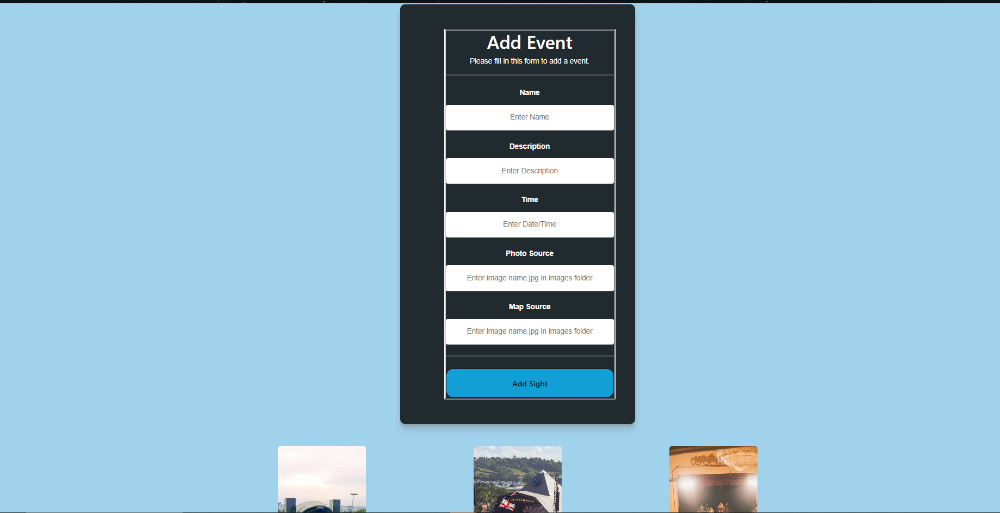 Add Event
Please fill in this form to add a event.
Name
Enter Name
Description
Enter Description
Time
Enter Date/Time
Photo Source
Enter image name.jpg in images folder
Map Source
Enter image name.jpg in images folder
Add Sight